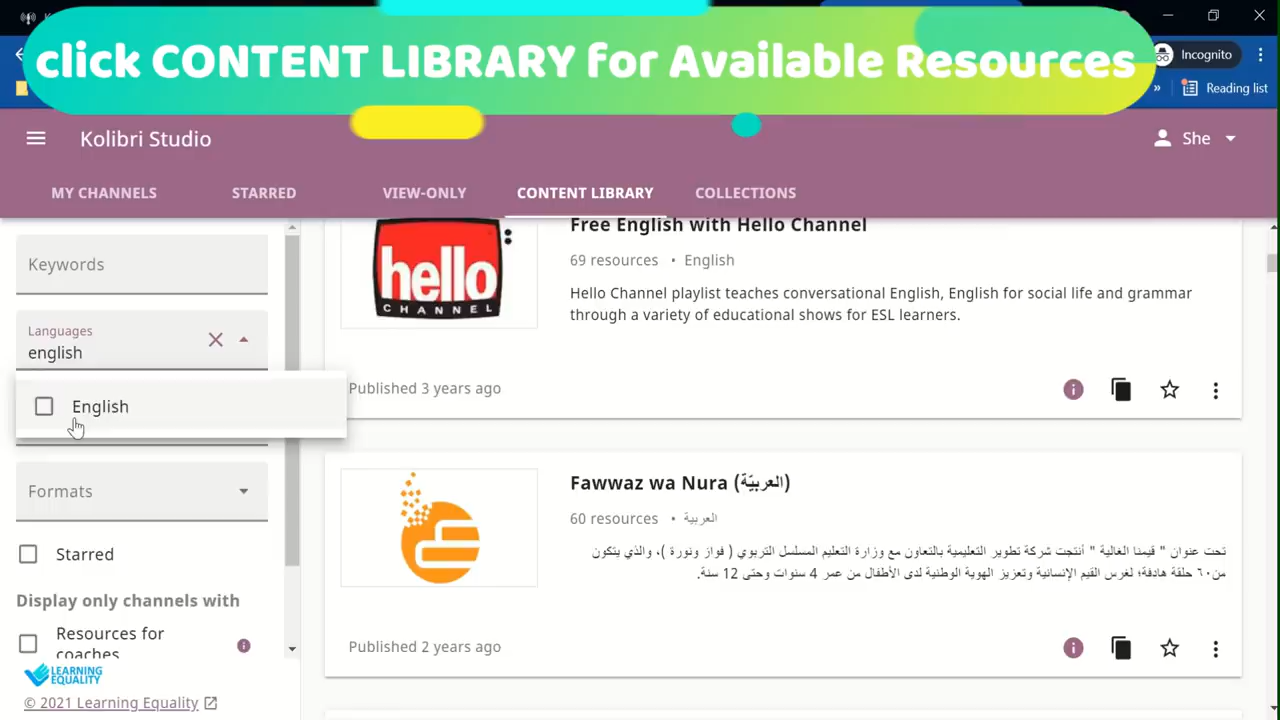 click CONTENT LIBRARY for Available Resources
Incognito
»
Reading list
Kolibri Studio
She
MY CHANNELS
STARRED
VIEW-ONLY
CONTENT LIBRARY
COLLECTIONS
Keywords
Languages
english
English
Formats
Starred
Display only channels with
Resources for
coaches
LEARNING
EQUALITY
© 2021 Learning Equality
hello
CHANNEL
Free English with Hello Channel
69 resources • English
Hello Channel playlist teaches conversational English, English for social life and grammar
through a variety of educational shows for ESL learners.
Published 3 years ago
Fawwaz wa Nura (العربيّة)
60 resources • العربية
تحت عنوان " قيمنا الغالية " أنتجت شركة تطوير التعليمية بالتعاون مع وزارة التعليم المسلسل التربوي ( فواز ونورة )، والذي يتكون
من٦٠ حلقة هادفة؛ لغرس القيم الإنسانية وتعزيز الهوية الوطنية لدى الأطفال من عمر 4 سنوات وحتى 12 سنة.
Published 2 years ago